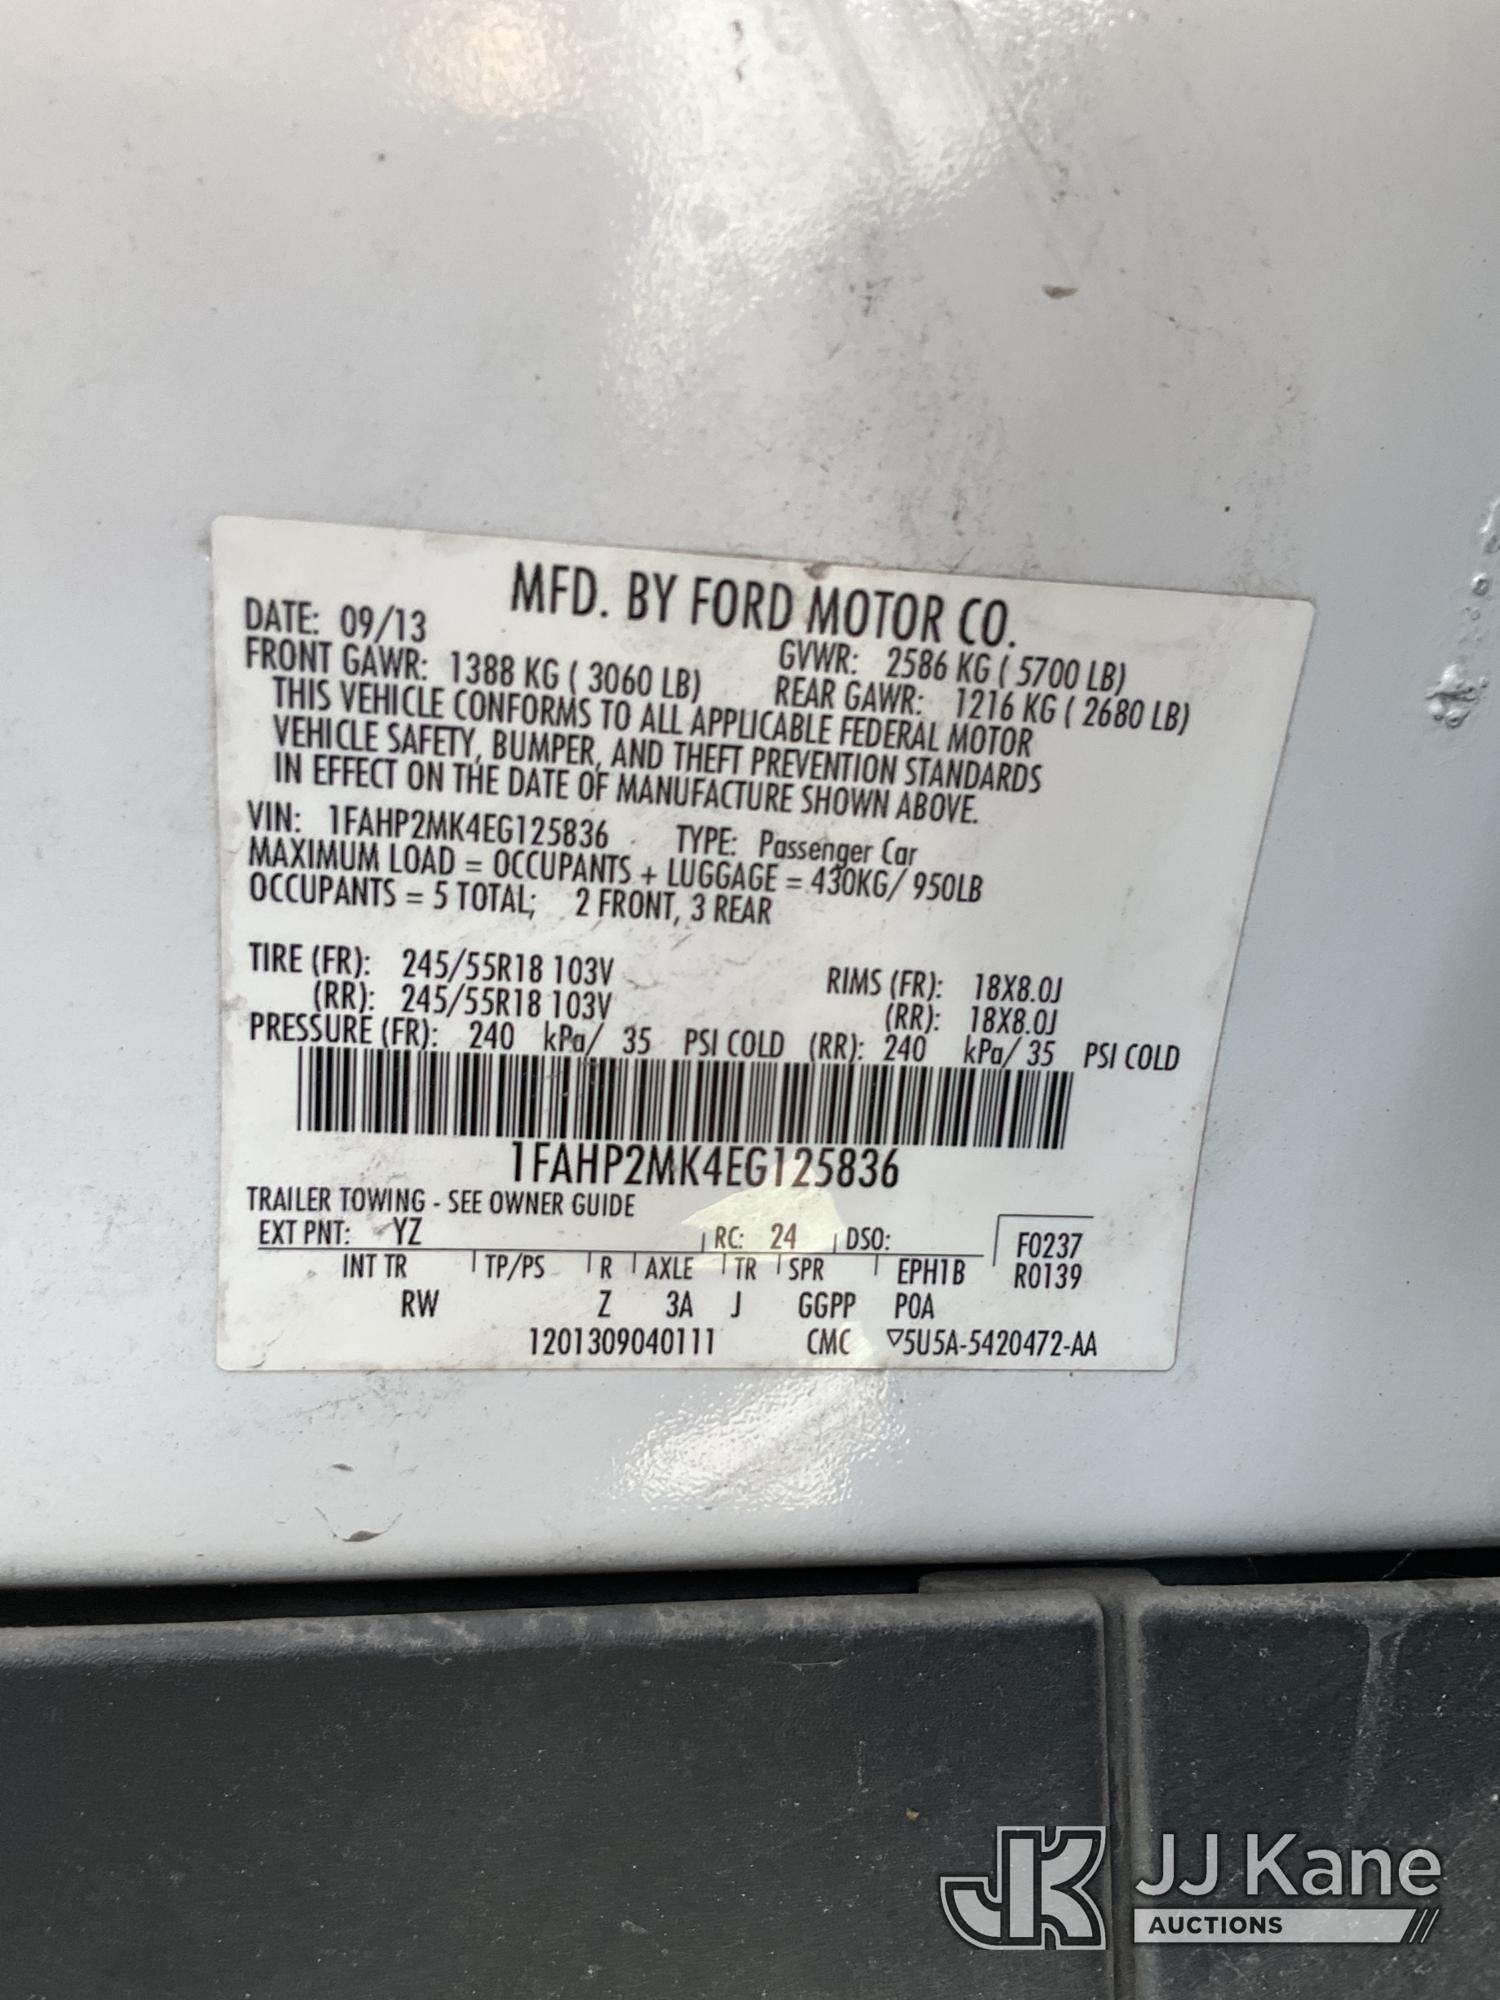 MFD. BY FORD MOTOR CO.
DATE: 09/13 GVWR: 2586 KG ( 5700 LB)
FRONT GAWR: 1388 KG ( 3060 LB) REAR GAWR: 1216 KG ( 2680 LB)
THIS VEHICLE CONFORMS TO ALL APPLICABLE FEDERAL MOTOR
VEHICLE SAFETY, BUMPER, AND THEFT PREVENTION STANDARDS
IN EFFECT ON THE DATE OF MANUFACTURE SHOWN ABOVE.
VIN: 1FAHP2MK4EG125836 TYPE: Passenger Car
MAXIMUM LOAD = OCCUPANTS + LUGGAGE = 430KG/ 950LB
OCCUPANTS = 5 TOTAL; 2 FRONT, 3 REAR
TIRE (FR): 245/55R18 103V RIMS (FR): 18X8.0J
(RR): 245/55R18 103V (RR): 18X8.0J
PRESSURE (FR): 240 kPa/ 35 PSI COLD (RR): 240 kPa/ 35 PSI COLD
1FAHP2MK4EG125836
TRAILER TOWING - SEE OWNER GUIDE
EXT PNT: YZ RC: 24 DSO: F0237
INT TR TP/PS R AXLE TR SPR EPH1B R0139
RW Z 3A J GGPP P0A
1201309040111 CMC ▽5U5A-5420472-AA
JK JJ Kane
AUCTIONS